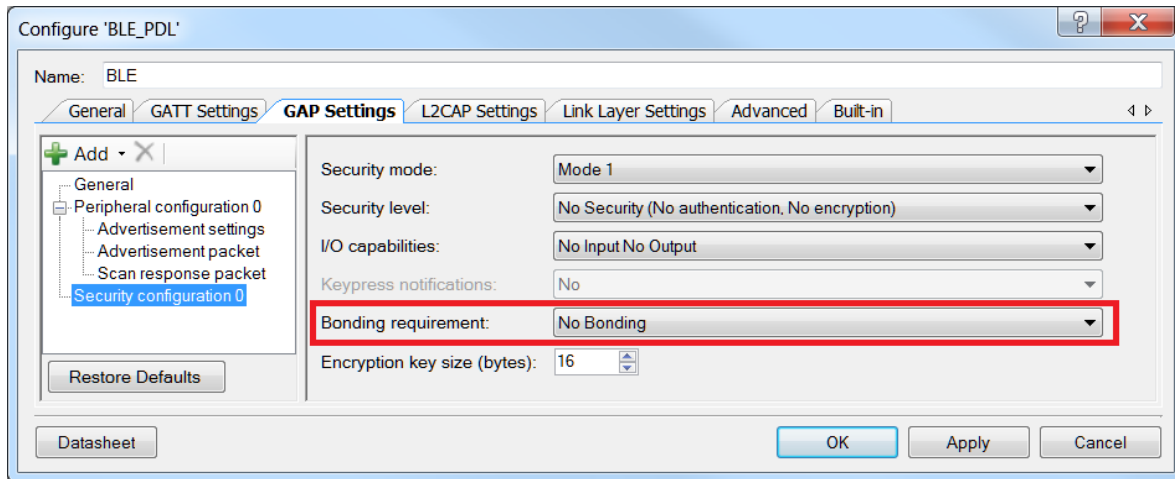 Configure 'BLE_PDL'
Name: BLE
General GATT Settings GAP Settings L2CAP Settings Link Layer Settings Advanced Built-in
Add
General
Peripheral configuration 0
Advertisement settings
Advertisement packet
Scan response packet
Security configuration 0
Restore Defaults
Security mode: Mode 1
Security level: No Security (No authentication, No encryption)
I/O capabilities: No Input No Output
Keypress notifications: No
Bonding requirement: No Bonding
Encryption key size (bytes): 16
Datasheet OK Apply Cancel